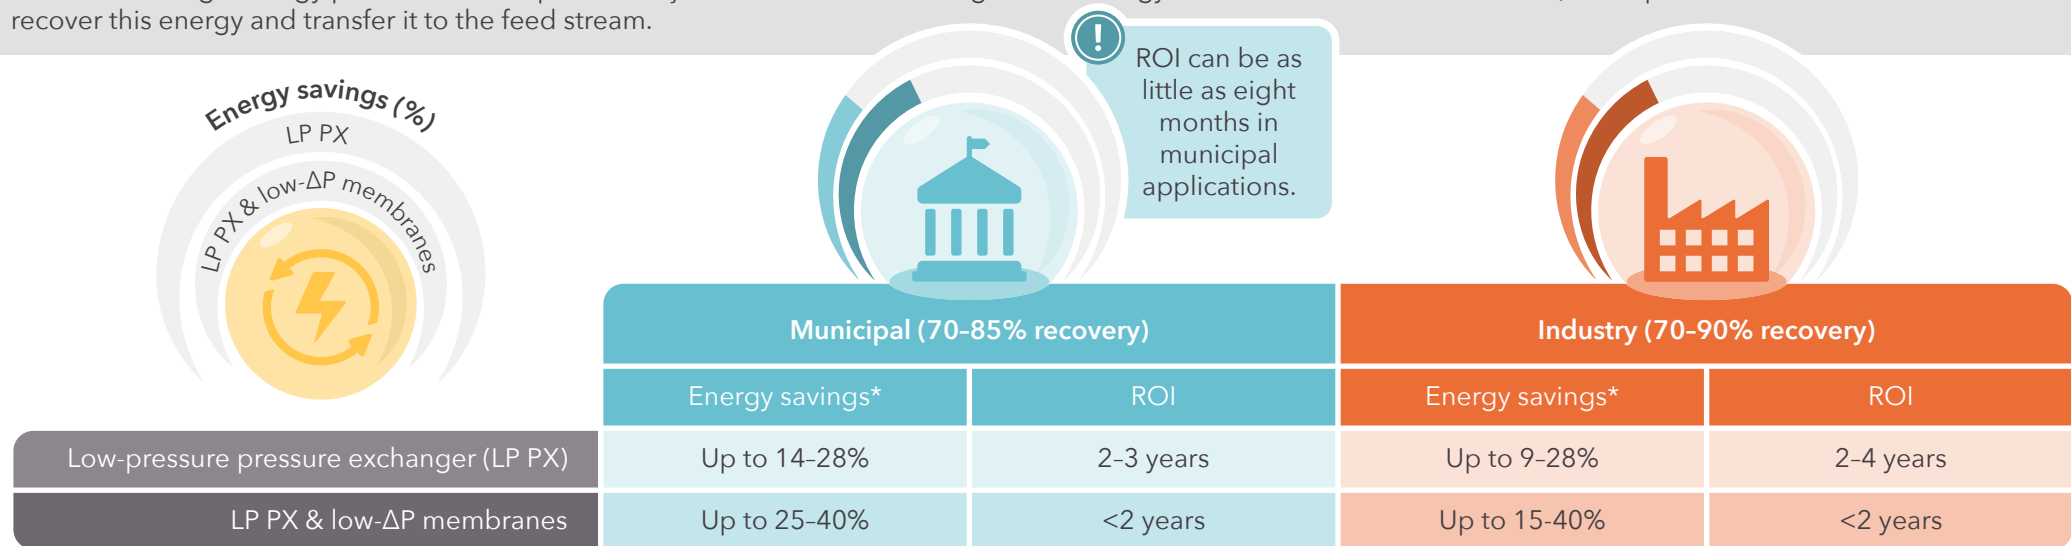 recover this energy and transfer it to the feed stream.
Energy savings (%)
LP PX
LP PX & low-ΔP membranes
!
ROI can be as
little as eight
months in
municipal
applications.
Municipal (70–85% recovery)
Industry (70–90% recovery)
Energy savings*
ROI
Energy savings*
ROI
Low-pressure pressure exchanger (LP PX)
Up to 14–28%
2–3 years
Up to 9–28%
2–4 years
LP PX & low-ΔP membranes
Up to 25–40%
<2 years
Up to 15-40%
<2 years